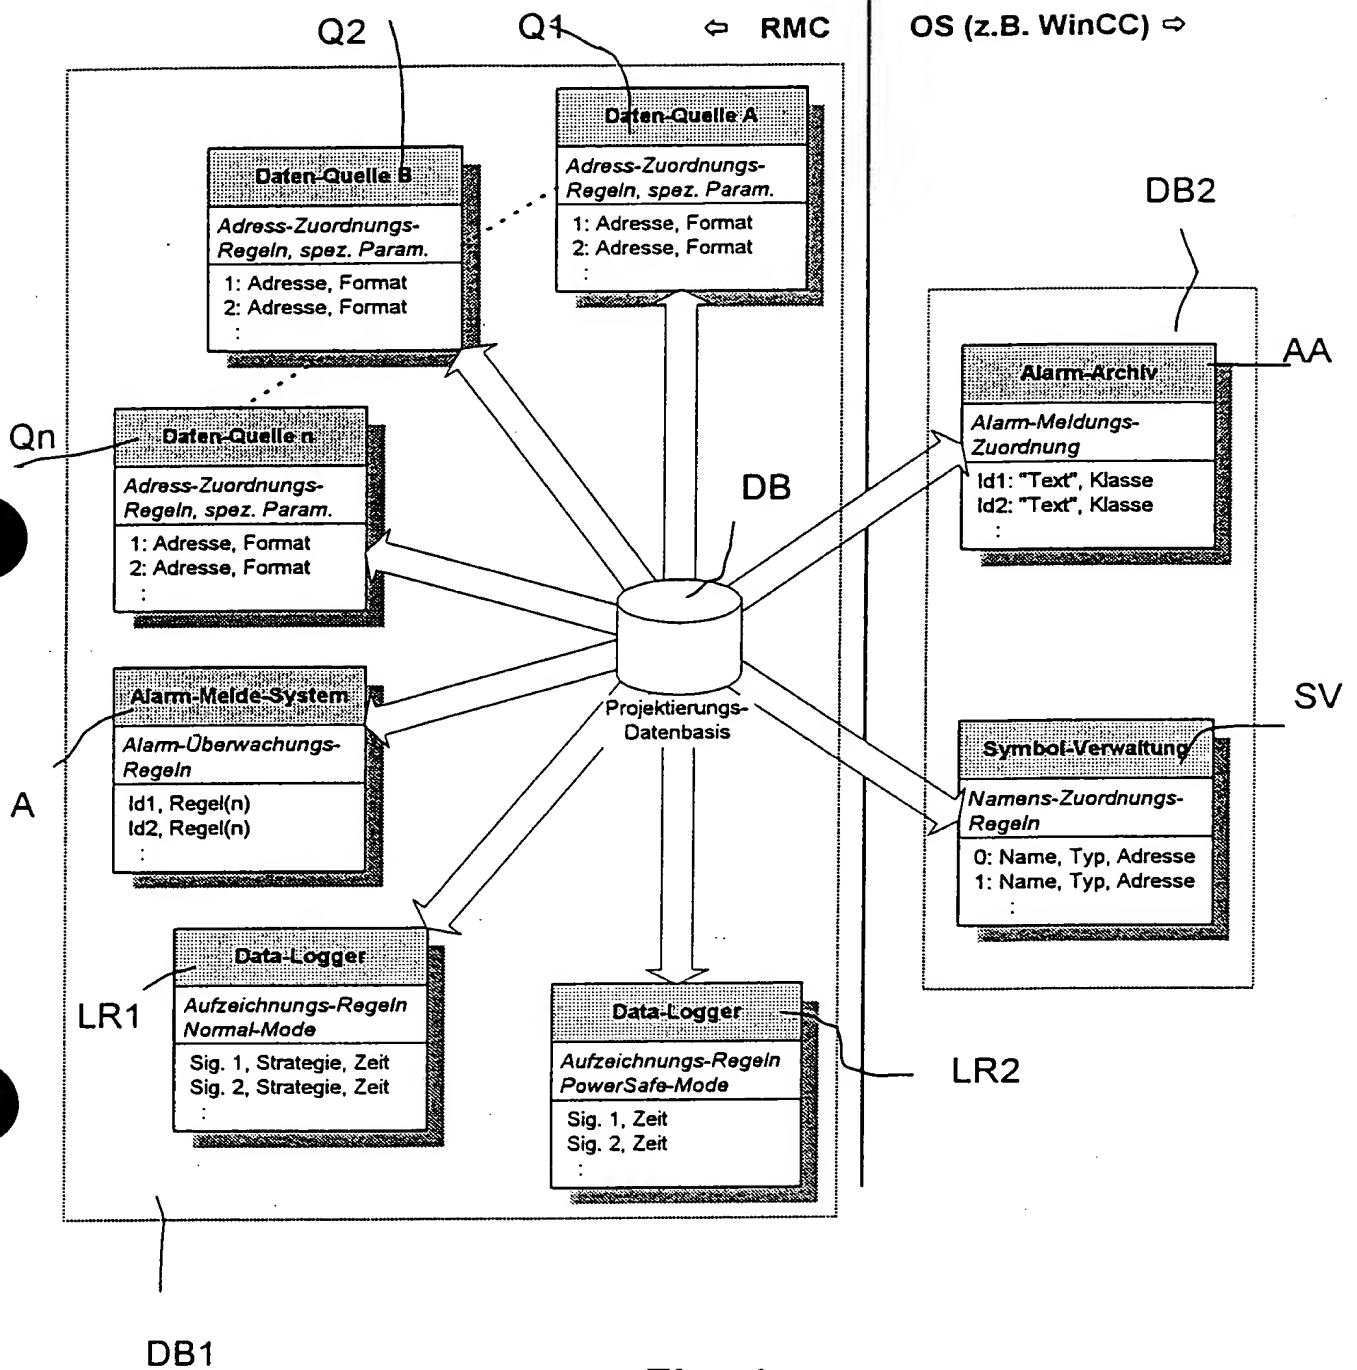 Q2
Q1
⇦ RMC
OS (z.B. WinCC) ⇨
Daten-Quelle A
Adress-Zuordnungs-
Regeln, spez. Param.
1: Adresse, Format
2: Adresse, Format
:
Daten-Quelle B
Adress-Zuordnungs-
Regeln, spez. Param.
1: Adresse, Format
2: Adresse, Format
:
DB2
AA
Alarm-Archiv
Alarm-Meldungs-
Zuordnung
Id1: "Text", Klasse
Id2: "Text", Klasse
:
Qn
Daten-Quelle n
Adress-Zuordnungs-
Regeln, spez. Param.
1: Adresse, Format
2: Adresse, Format
:
DB
Projektierungs-
Datenbasis
Alarm-Melde-System
Alarm-Überwachungs-
Regeln
Id1, Regel(n)
Id2, Regel(n)
:
A
SV
Symbol-Verwaltung
Namens-Zuordnungs-
Regeln
0: Name, Typ, Adresse
1: Name, Typ, Adresse
:
Data-Logger
Aufzeichnungs-Regeln
Normal-Mode
Sig. 1, Strategie, Zeit
Sig. 2, Strategie, Zeit
:
LR1
Data-Logger
Aufzeichnungs-Regeln
PowerSafe-Mode
Sig. 1, Zeit
Sig. 2, Zeit
:
LR2
DB1